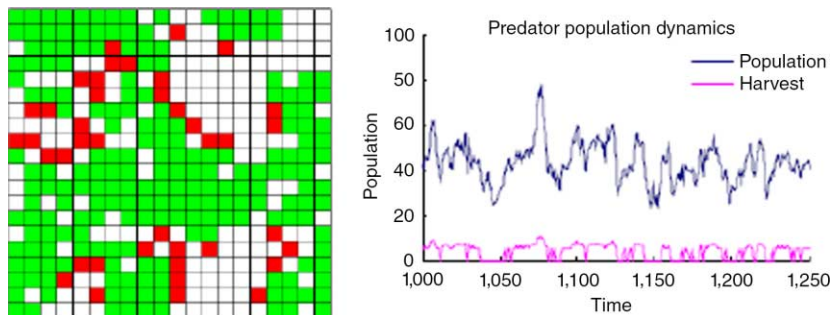 Predator population dynamics
100
50
60
40
20
0
Population
Population
Harvest
1,000
1,050
1,100
1,150
1,200
1,250
Time